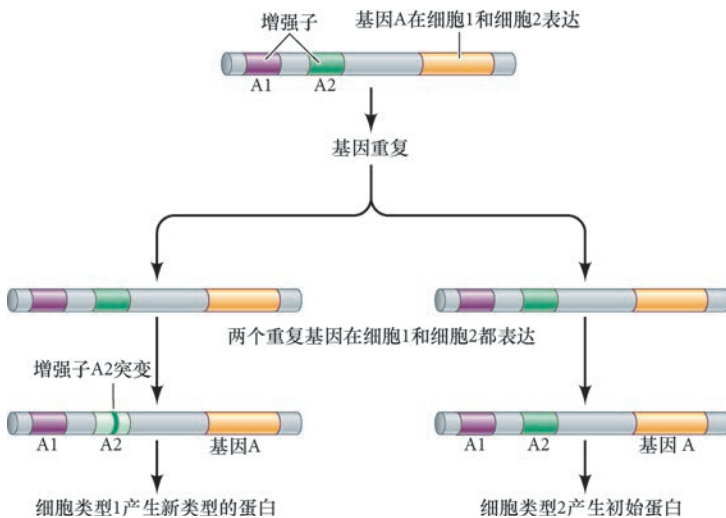 增强子
基因A在细胞1和细胞2表达
A1
A2
基因重复
两个重复基因在细胞1和细胞2都表达
增强子A2突变
A1
A2
基因A
A1
A2
基因 A
细胞类型1产生新类型的蛋白
细胞类型2产生初始蛋白